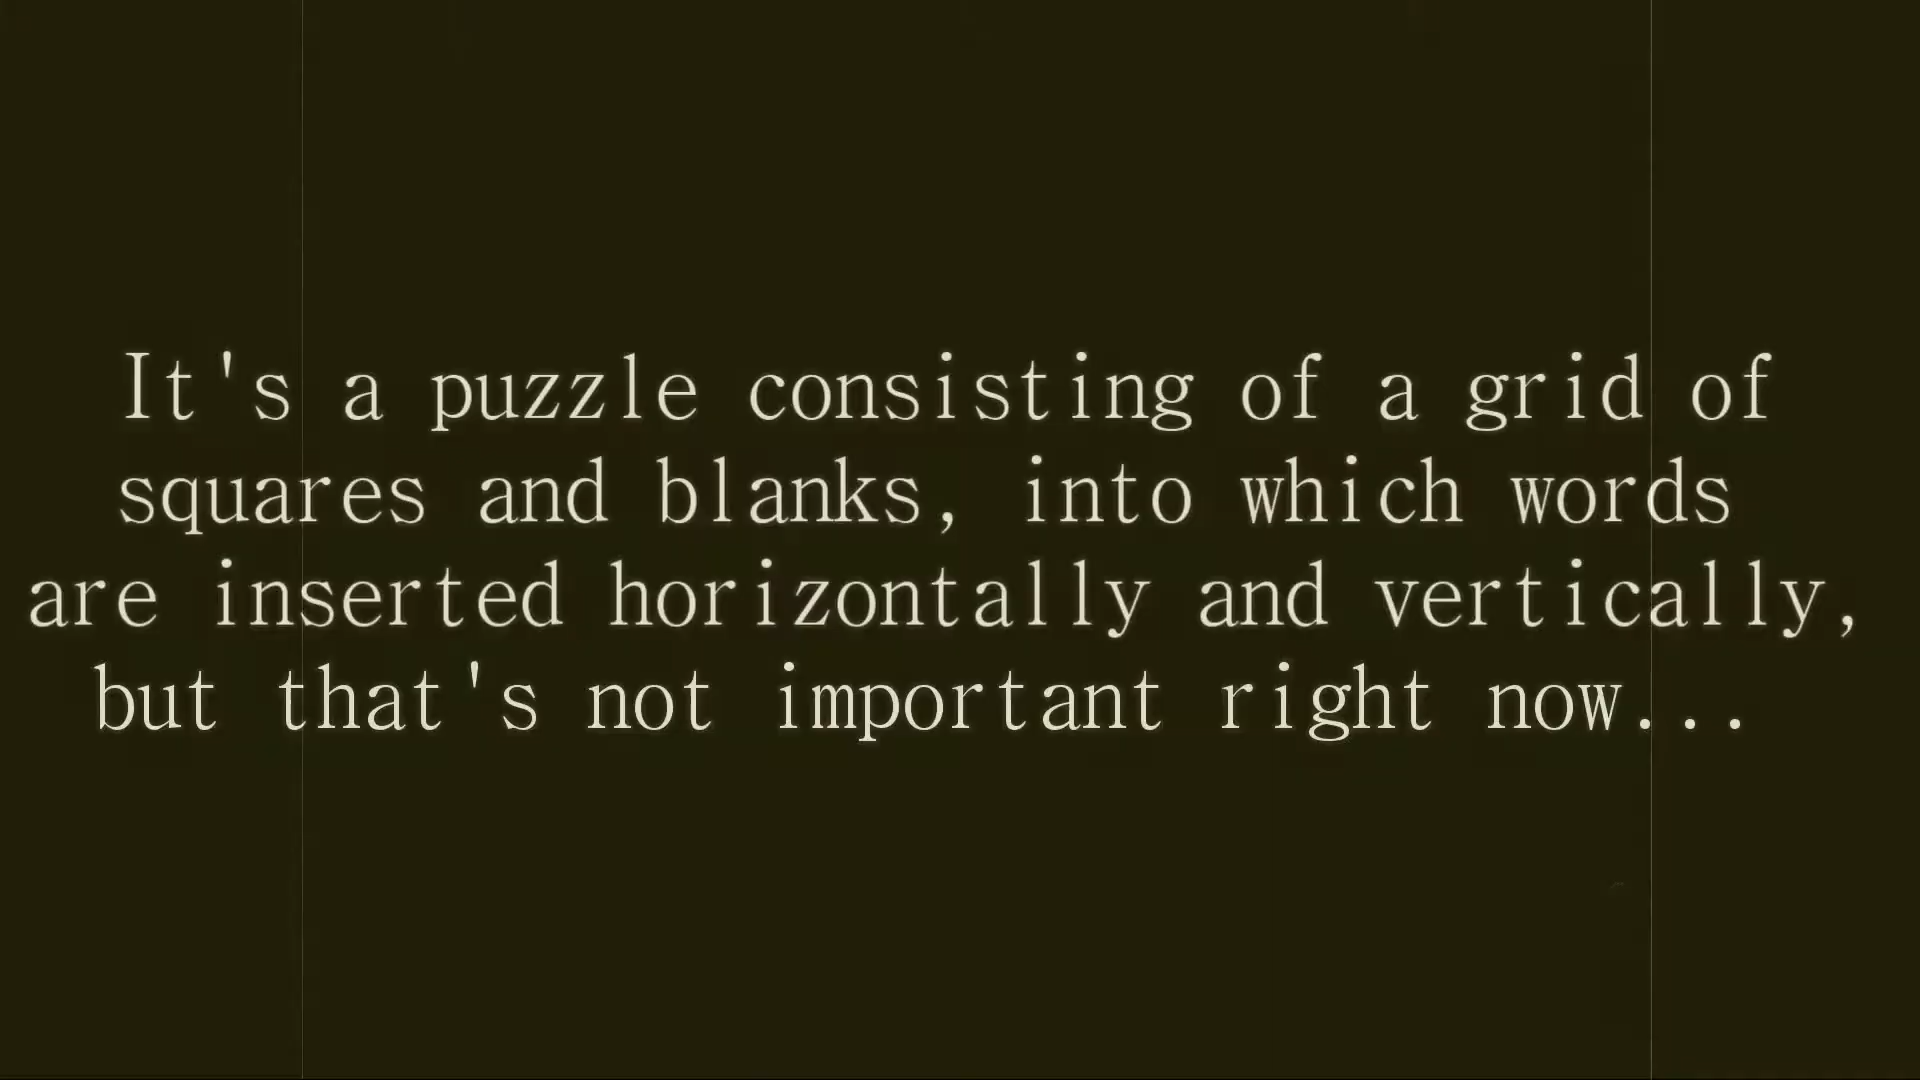 It's a puzzle consisting of a grid of
squares and blanks, into which words
are inserted horizontally and vertically,
but that's not important right now...